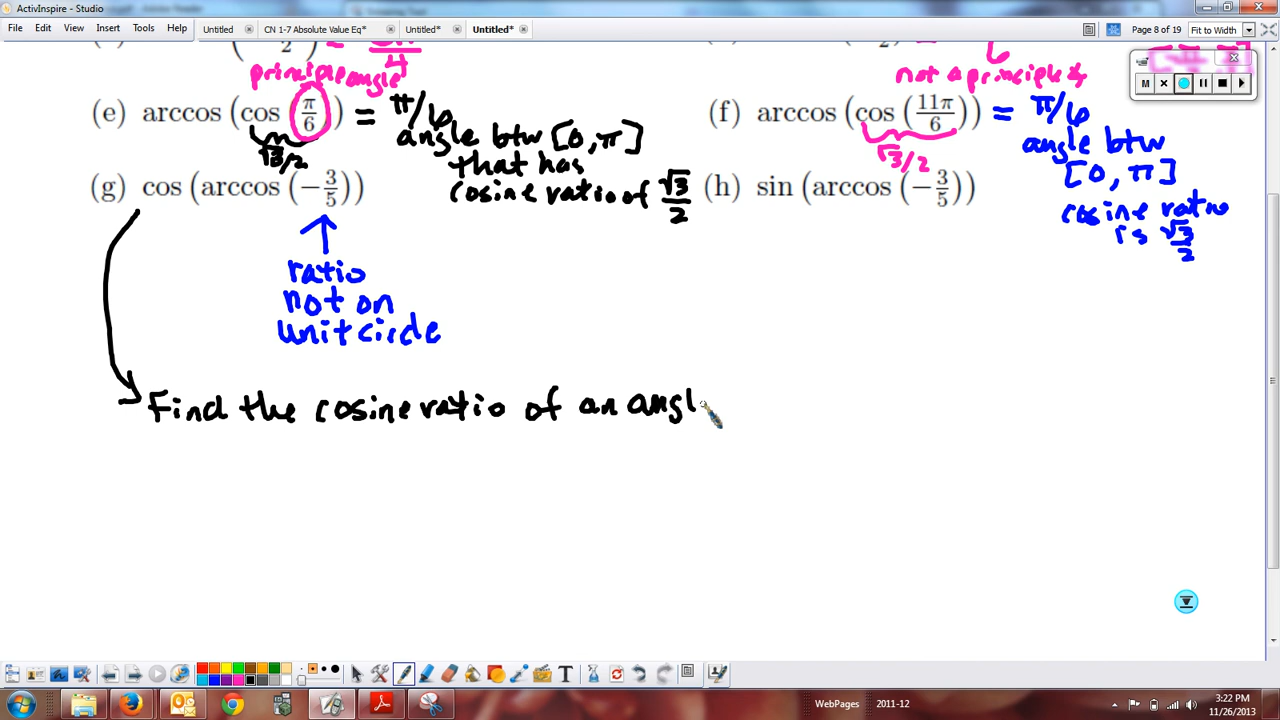 ActivInspire - Studio
File Edit View Insert Tools Help
Untitled CN 1-7 Absolute Value Eq* Untitled* Untitled*
Page 8 of 19 Fit to Width
principle angle
4
not a principle
(e) arccos (cos (π/6)) = π/6
√3/2
angle btw [0, π]
that has
cosine ratio of √3/2
(f) arccos (cos (11π/6)) = π/6
√3/2
angle btw
[0, π]
cosine ratio
is √3/2
(g) cos (arccos (−3/5))
(h) sin (arccos (−3/5))
ratio
not on
unit circle
Find the cosine ratio of an angl
WebPages 2011-12
3:22 PM
11/26/2013